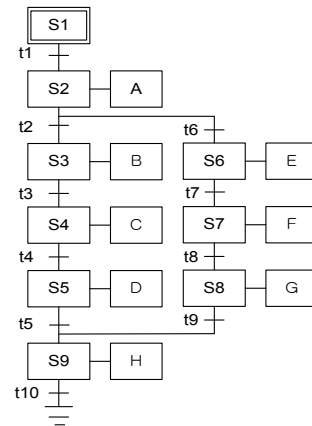 S1
t1
S2 A
t2 t6
S3 B S6 E
t3 t7
S4 C S7 F
t4 t8
S5 D S8 G
t5 t9
S9 H
t10